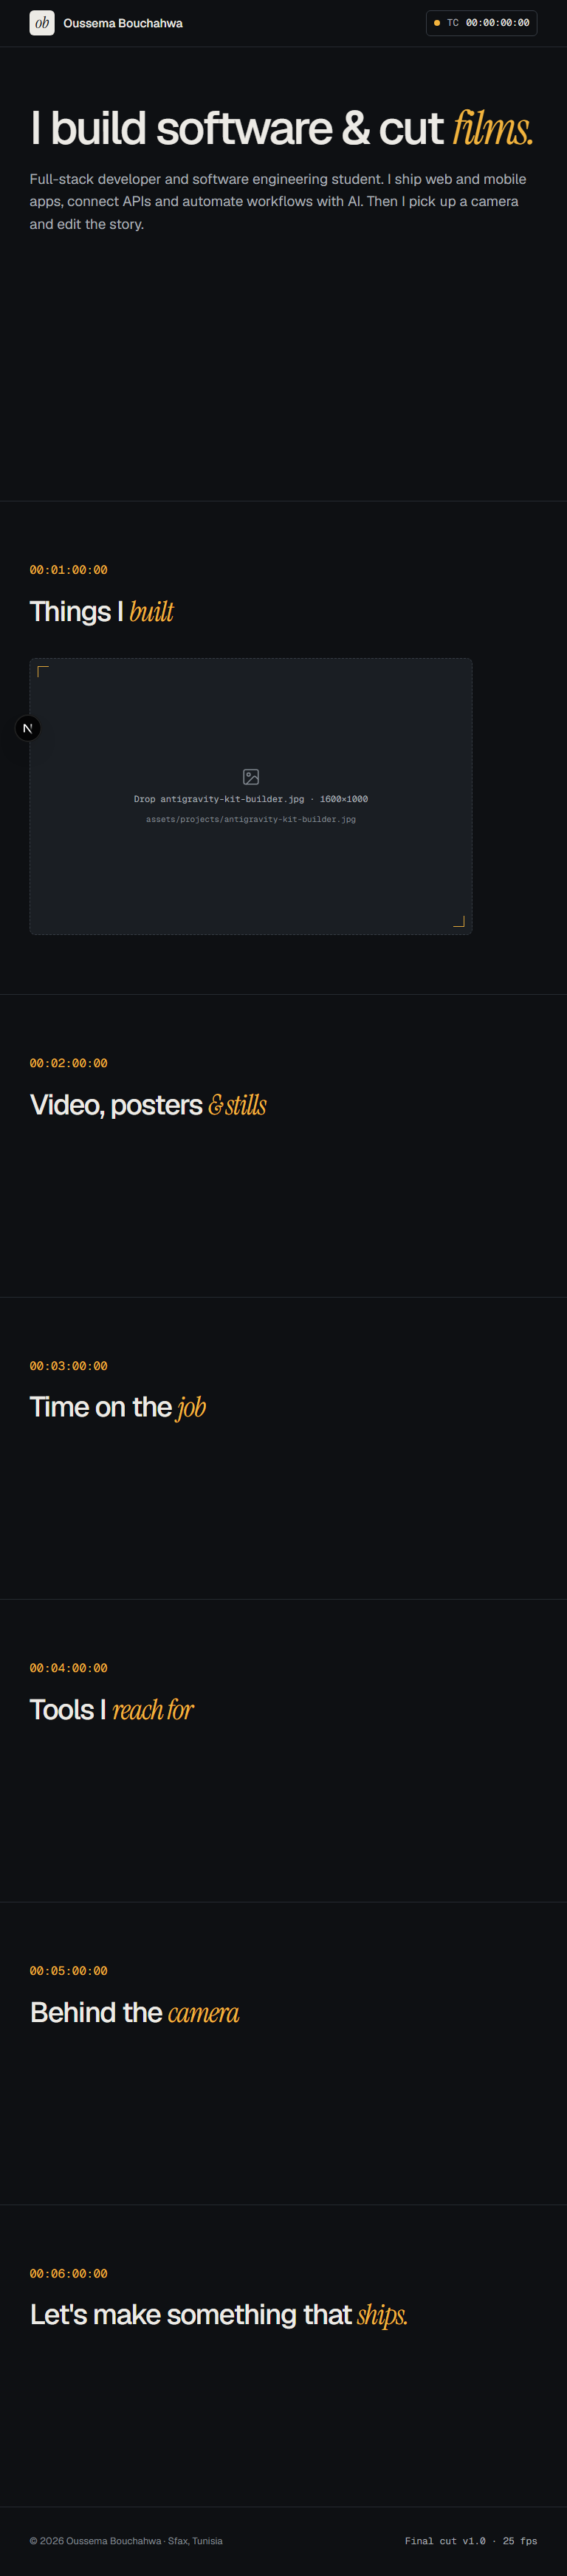 ob Oussema Bouchahwa
TC 00:00:00:00
I build software & cut films.
Full-stack developer and software engineering student. I ship web and mobile
apps, connect APIs and automate workflows with AI. Then I pick up a camera
and edit the story.
00:01:00:00
Things I built
N
Drop antigravity-kit-builder.jpg · 1600×1000
assets/projects/antigravity-kit-builder.jpg
00:02:00:00
Video, posters & stills
00:03:00:00
Time on the job
00:04:00:00
Tools I reach for
00:05:00:00
Behind the camera
00:06:00:00
Let's make something that ships.
© 2026 Oussema Bouchahwa · Sfax, Tunisia
Final cut v1.0 · 25 fps